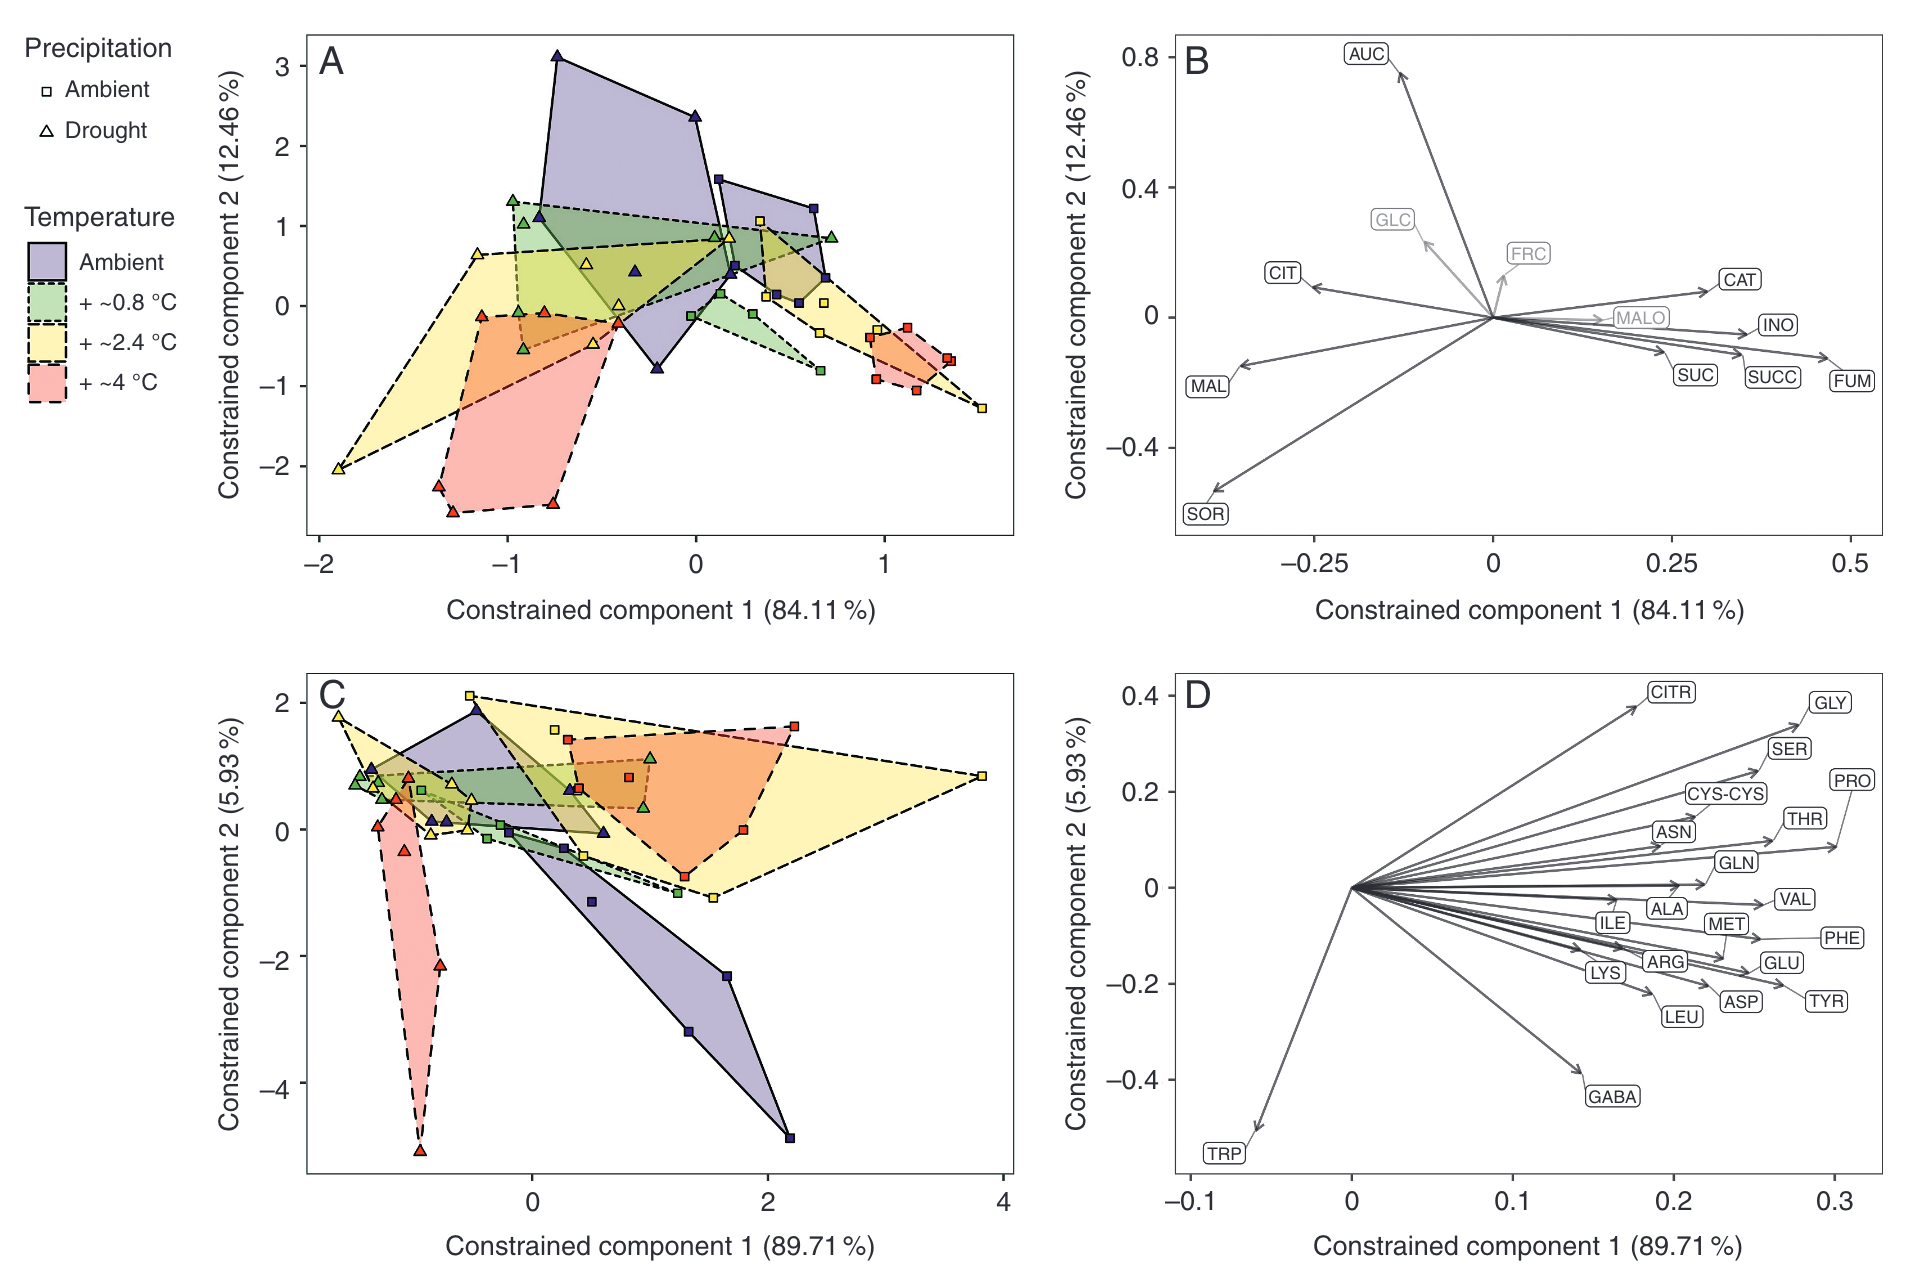 Precipitation
Ambient
Drought
Temperature
Ambient
+ ~0.8 °C
+ ~2.4 °C
+ ~4 °C
A
Constrained component 2 (12.46 %)
3
2
1
0
−1
−2
−2
−1
0
1
Constrained component 1 (84.11 %)
B
Constrained component 2 (12.46 %)
0.8
0.4
0
−0.4
AUC
GLC
FRC
CIT
CAT
MALO
INO
MAL
SUC
SUCC
FUM
SOR
−0.25
0
0.25
0.5
Constrained component 1 (84.11 %)
C
Constrained component 2 (5.93 %)
2
0
−2
−4
0
2
4
Constrained component 1 (89.71 %)
D
Constrained component 2 (5.93 %)
0.4
0.2
0
−0.2
−0.4
CITR
GLY
SER
PRO
CYS-CYS
THR
ASN
GLN
VAL
ALA
ILE
MET
PHE
ARG
GLU
LYS
ASP
TYR
LEU
GABA
TRP
−0.1
0
0.1
0.2
0.3
Constrained component 1 (89.71 %)